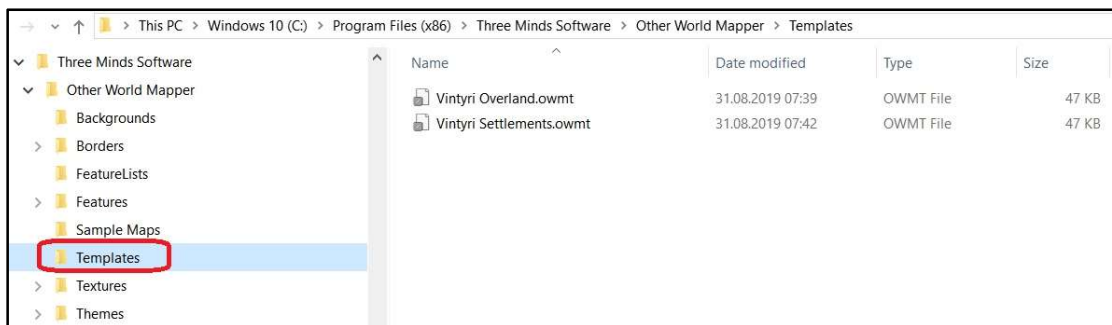 This PC > Windows 10 (C:) > Program Files (x86) > Three Minds Software > Other World Mapper > Templates
Three Minds Software
Other World Mapper
Backgrounds
Borders
FeatureLists
Features
Sample Maps
Templates
Textures
Themes
Name Date modified Type Size
Vintyri Overland.owmt 31.08.2019 07:39 OWMT File 47 KB
Vintyri Settlements.owmt 31.08.2019 07:42 OWMT File 47 KB